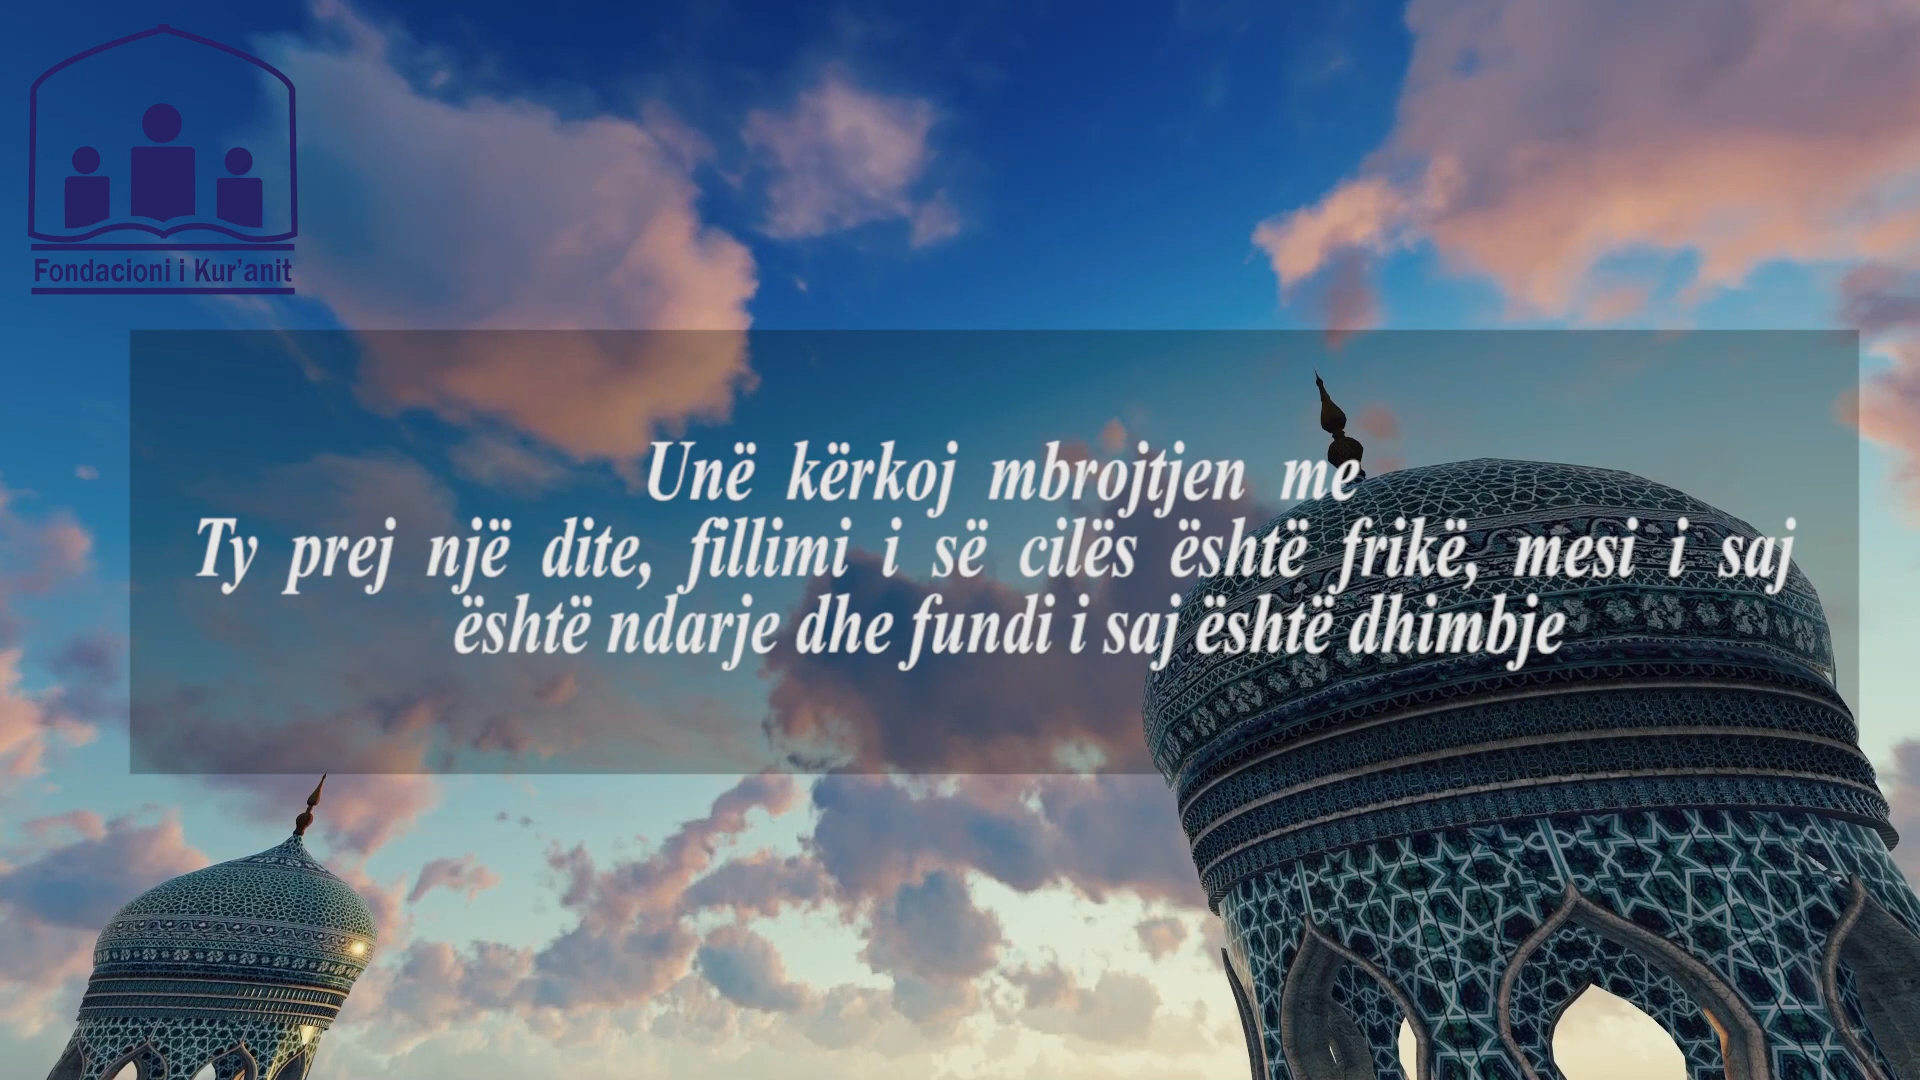 Fondacioni i Kur'anit
Unë kërkoj mbrojtjen me
Ty prej një dite, fillimi i së cilës është frikë, mesi i saj
është ndarje dhe fundi i saj është dhimbje